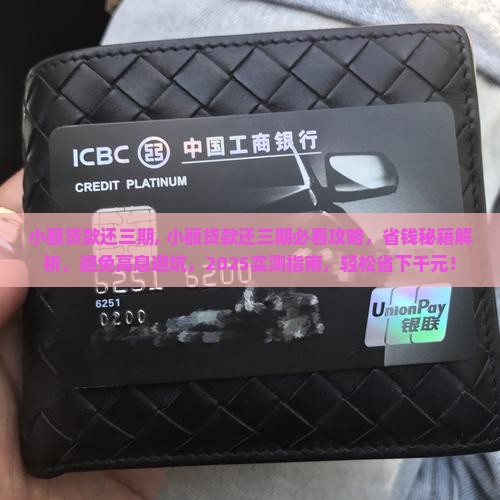 ICBC 中国工商银行
CREDIT PLATINUM
小额贷款还三期, 小额贷款还三期必看攻略，省钱秘籍解
析，避免高息迎坑，2025实测指南，轻松省下千元！
6251 6200
6251
0200
UnionPay
银联